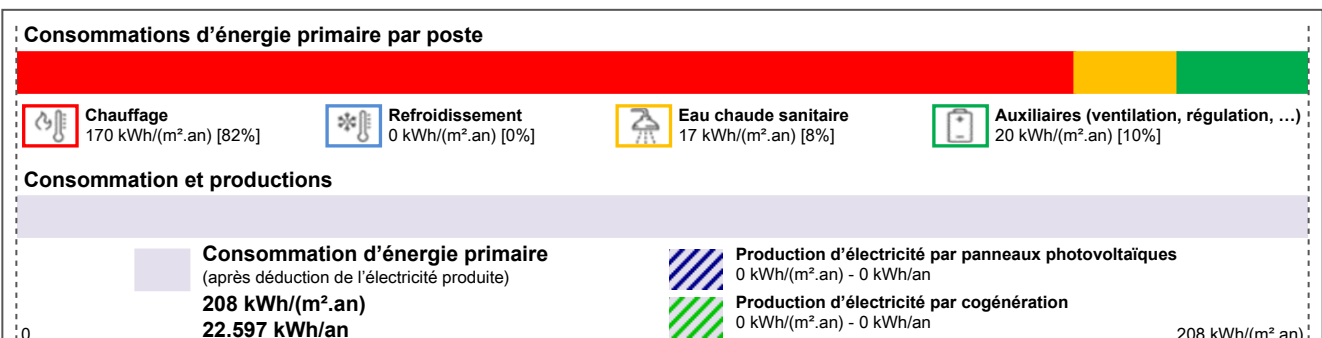 Consommations d'énergie primaire par poste
Chauffage
170 kWh/(m².an) [82%]
Refroidissement
0 kWh/(m².an) [0%]
Eau chaude sanitaire
17 kWh/(m².an) [8%]
Auxiliaires (ventilation, régulation, …)
20 kWh/(m².an) [10%]
Consommation et productions
Consommation d'énergie primaire
(après déduction de l'électricité produite)
208 kWh/(m².an)
22.597 kWh/an
Production d'électricité par panneaux photovoltaïques
0 kWh/(m².an) - 0 kWh/an
Production d'électricité par cogénération
0 kWh/(m².an) - 0 kWh/an
0
208 kWh/(m².an)